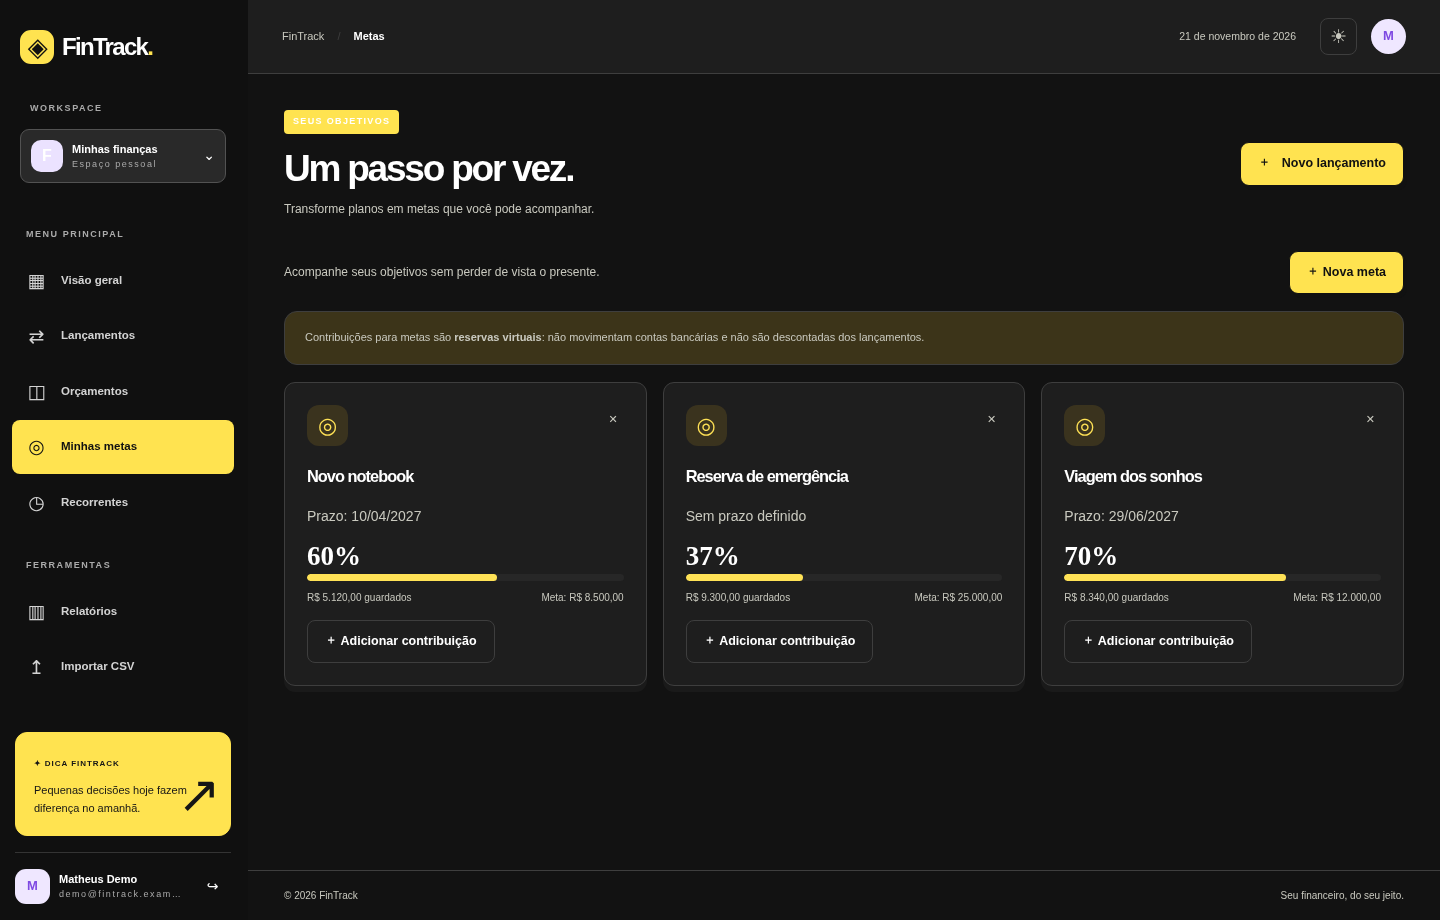 FinTrack.
WORKSPACE
F
Minhas finanças
Espaço pessoal
MENU PRINCIPAL
Visão geral
Lançamentos
Orçamentos
Minhas metas
Recorrentes
FERRAMENTAS
Relatórios
Importar CSV
✦ DICA FINTRACK
Pequenas decisões hoje fazem
diferença no amanhã.
M
Matheus Demo
demo@fintrack.exam…
FinTrack / Metas
21 de novembro de 2026
M
SEUS OBJETIVOS
Um passo por vez.
Transforme planos em metas que você pode acompanhar.
+ Novo lançamento
Acompanhe seus objetivos sem perder de vista o presente.
+ Nova meta
Contribuições para metas são reservas virtuais: não movimentam contas bancárias e não são descontadas dos lançamentos.
×
Novo notebook
Prazo: 10/04/2027
60%
R$ 5.120,00 guardados
Meta: R$ 8.500,00
+ Adicionar contribuição
×
Reserva de emergência
Sem prazo definido
37%
R$ 9.300,00 guardados
Meta: R$ 25.000,00
+ Adicionar contribuição
×
Viagem dos sonhos
Prazo: 29/06/2027
70%
R$ 8.340,00 guardados
Meta: R$ 12.000,00
+ Adicionar contribuição
© 2026 FinTrack
Seu financeiro, do seu jeito.